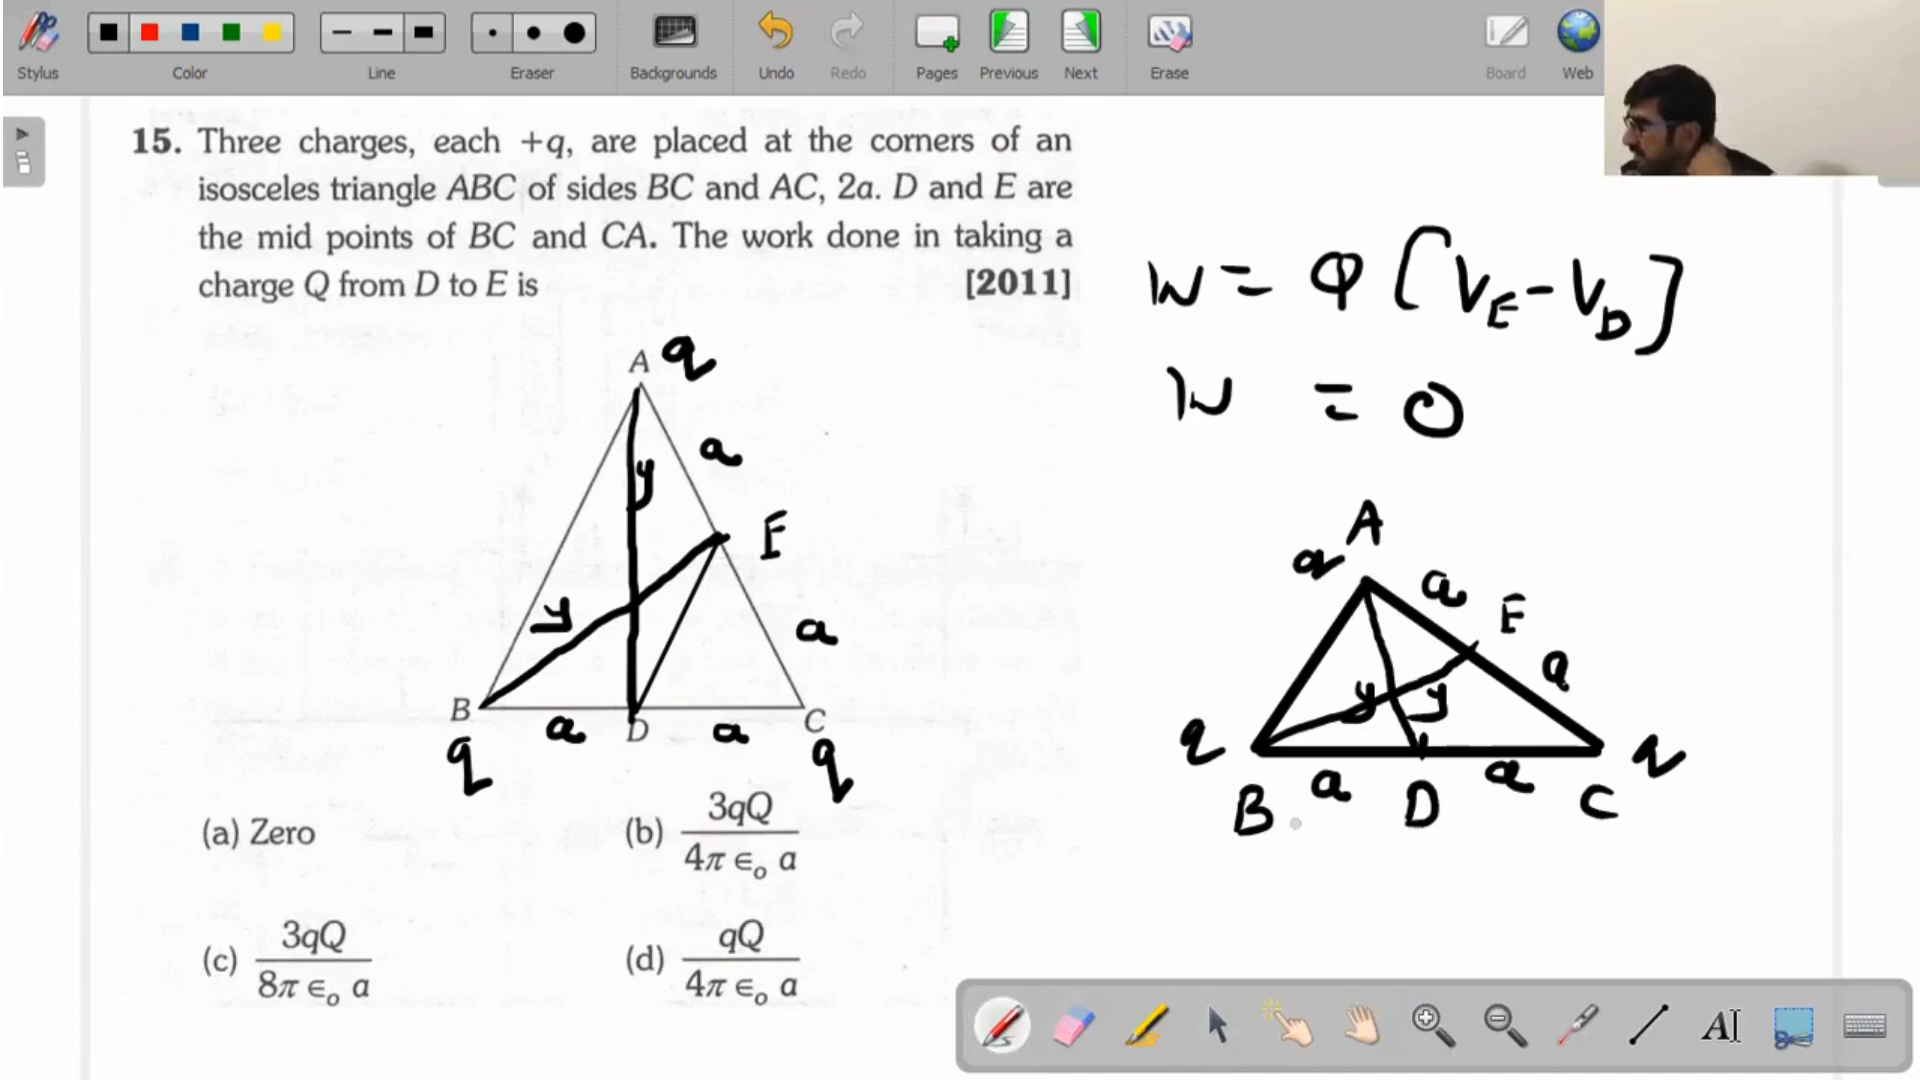 Stylus
Color
Line
Eraser
Backgrounds
Undo
Redo
Pages
Previous
Next
Erase
Board
Web
15. Three charges, each +q, are placed at the corners of an
isosceles triangle ABC of sides BC and AC, 2a. D and E are
the mid points of BC and CA. The work done in taking a
charge Q from D to E is [2011]
A q
a
y
E
y
a
B a D a C
q q
(a) Zero (b) 3qQ / 4π ∈o a
(c) 3qQ / 8π ∈o a (d) qQ / 4π ∈o a
W = Q [V_E - V_D]
W = 0
A
q a E
a
y y
q q
a a
B D C
AI